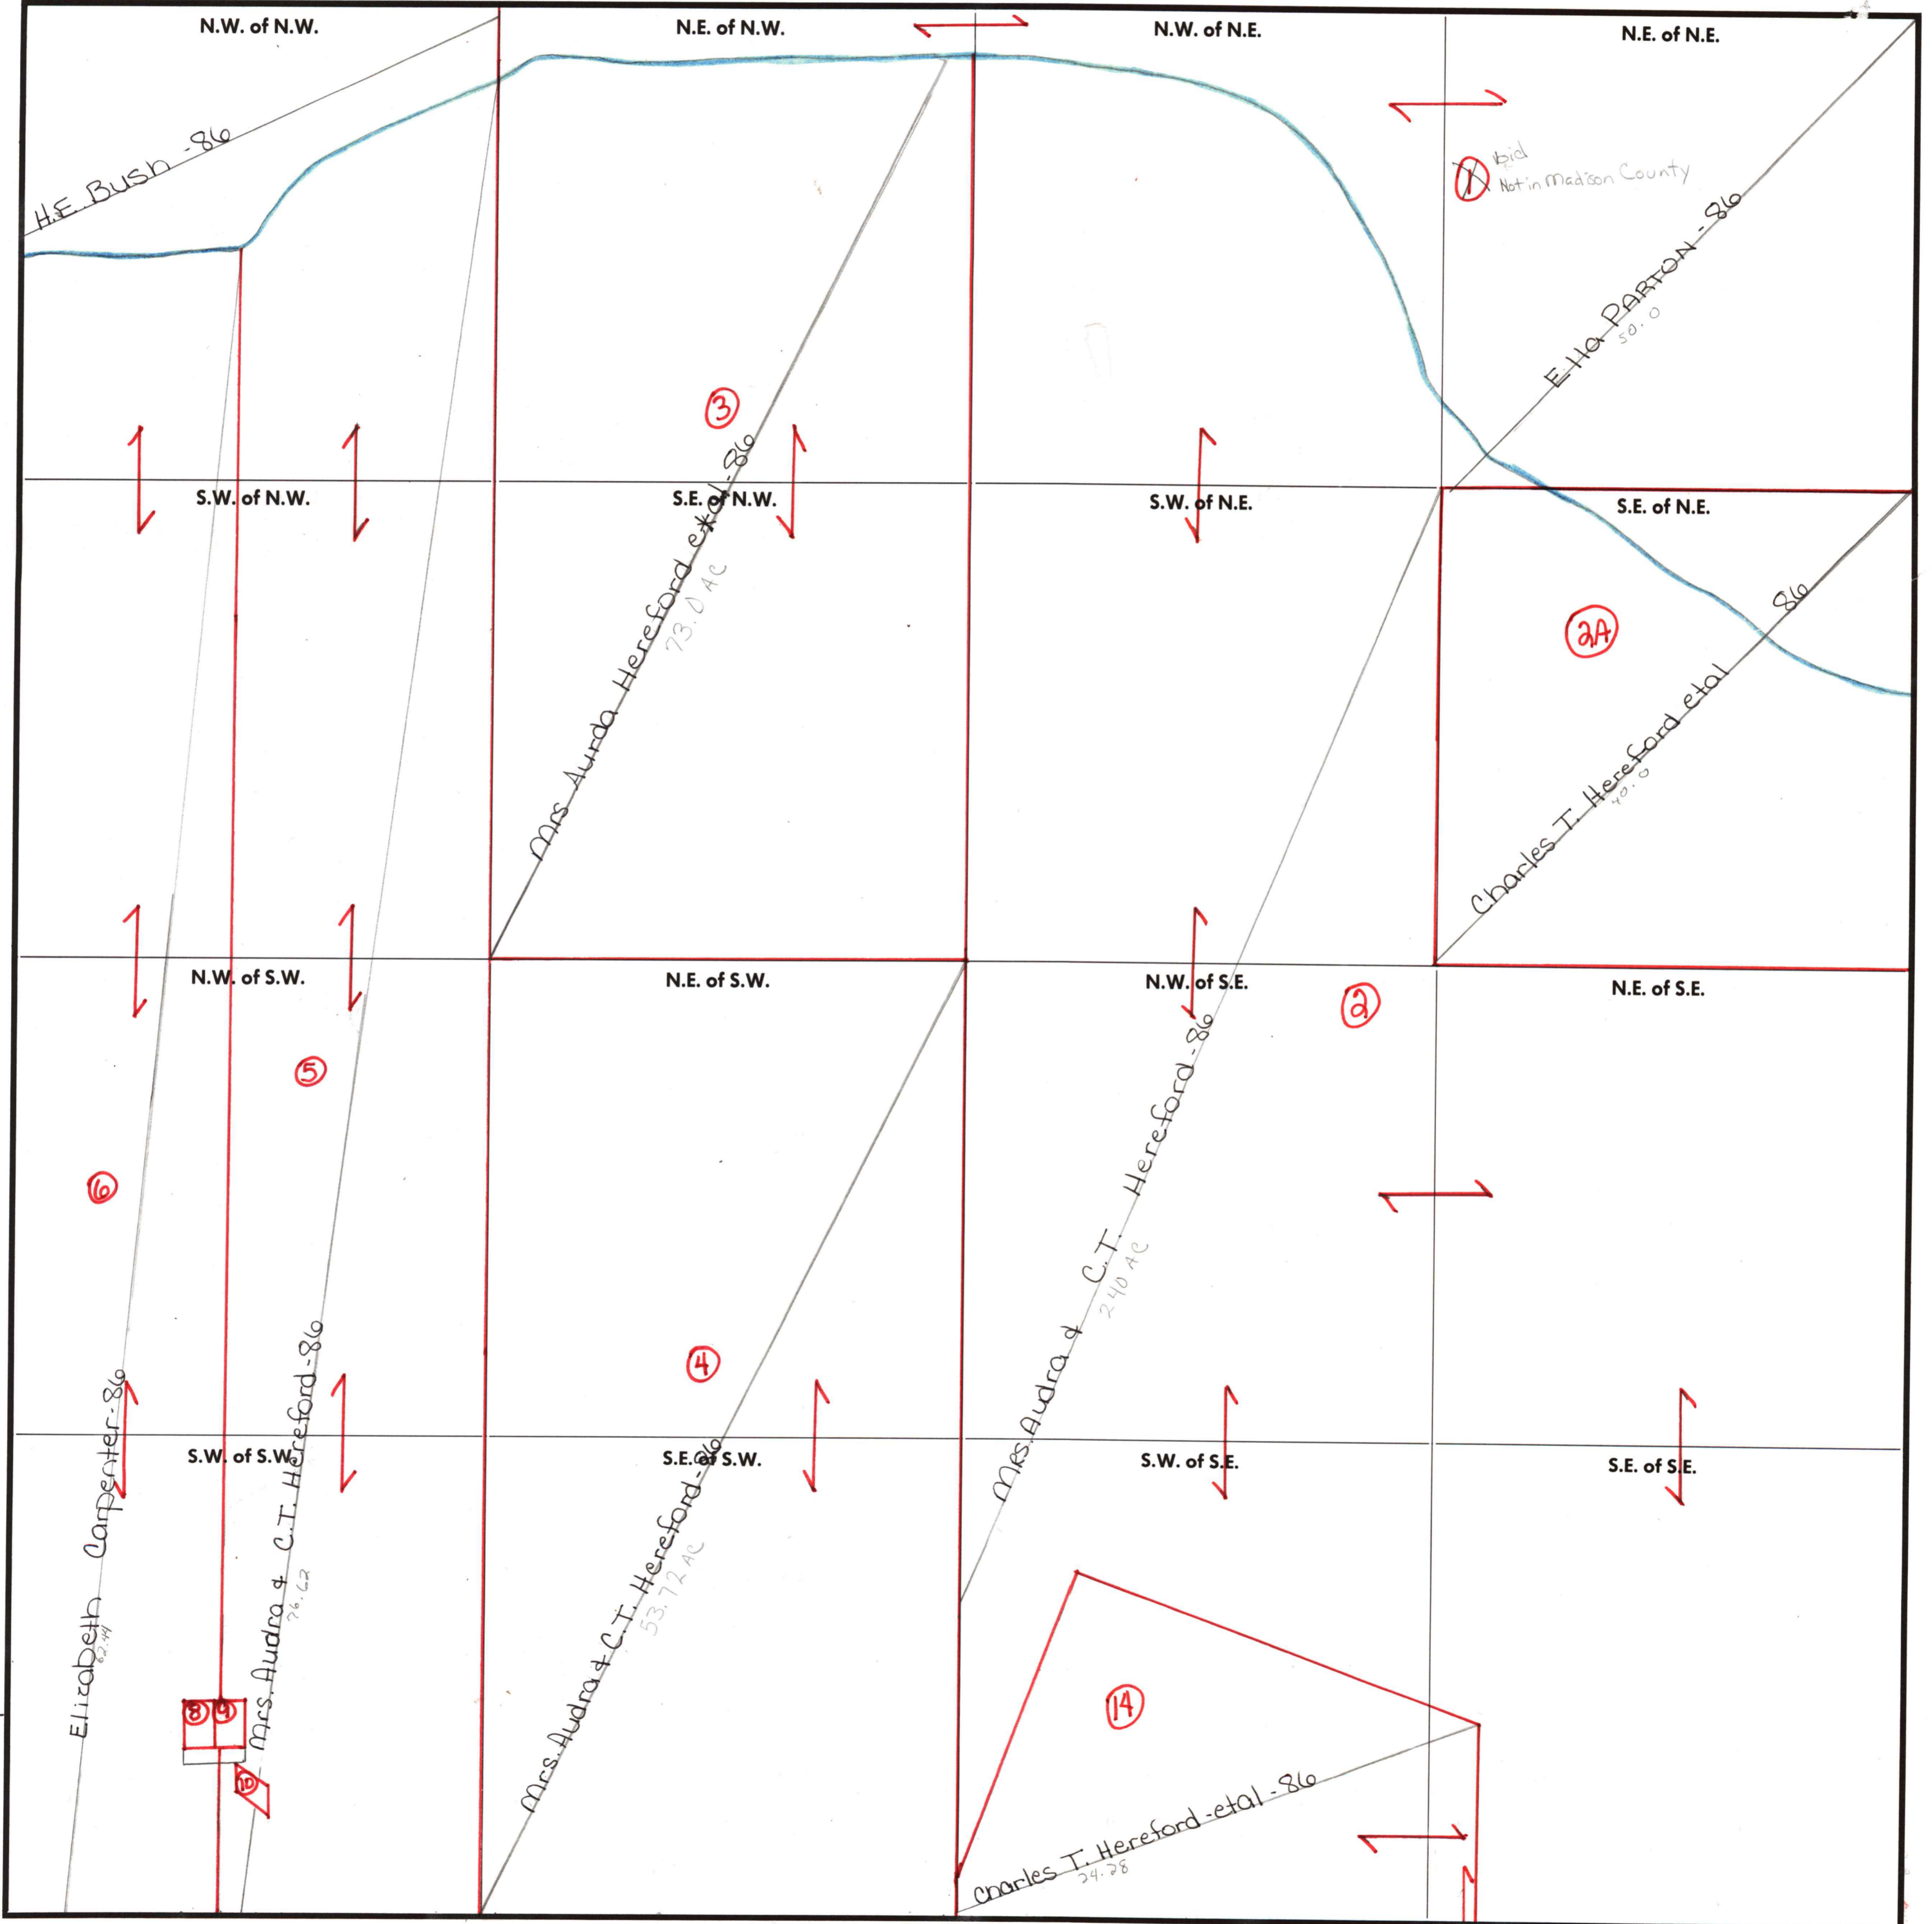 N.W. of N.W.
N.E. of N.W.
N.W. of N.E.
N.E. of N.E.
H.E. Bush -86
1
Not in Madison County
Ella PARTON - 86
50.0
3
S.W. of N.W.
S.E. of N.W.
S.W. of N.E.
S.E. of N.E.
Mrs Aurda Hereford etal-86
73.0 AC
2A
Charles T. Hereford etal 86
40.0
N.W. of S.W.
N.E. of S.W.
N.W. of S.E.
N.E. of S.E.
2
5
6
Mrs. Audra & C.T. Hereford-86
240 AC
4
S.W. of S.W.
S.E. of S.W.
S.W. of S.E.
S.E. of S.E.
Elizabeth Carpenter-86
62.44
Mrs. Audra & C.T. Hereford-86
76.62
Mrs. Audra & C.T. Hereford-86
53.72 AC
8 9
10
14
Charles T. Hereford-etal-86
24.28